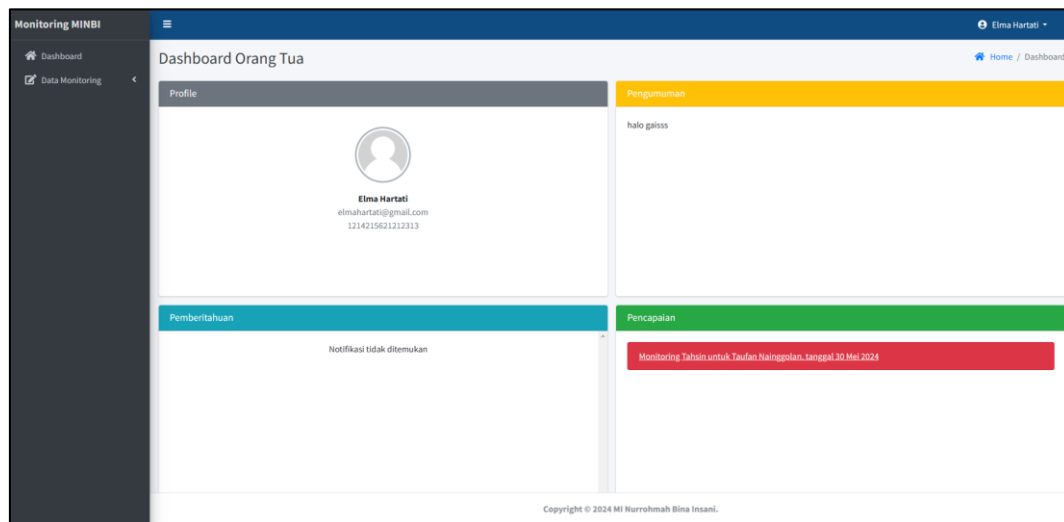 Monitoring MINBI
Elma Hartati
Dashboard
Data Monitoring
Dashboard Orang Tua
Home / Dashboard
Profile
Elma Hartati
elmahartati@gmail.com
1214215621212313
Pengumuman
halo gaisss
Pemberitahuan
Notifikasi tidak ditemukan
Pencapaian
Monitoring Tahsin untuk Taufan Nainggolan, tanggal 30 Mei 2024
Copyright © 2024 MI Nurrohmah Bina Insani.